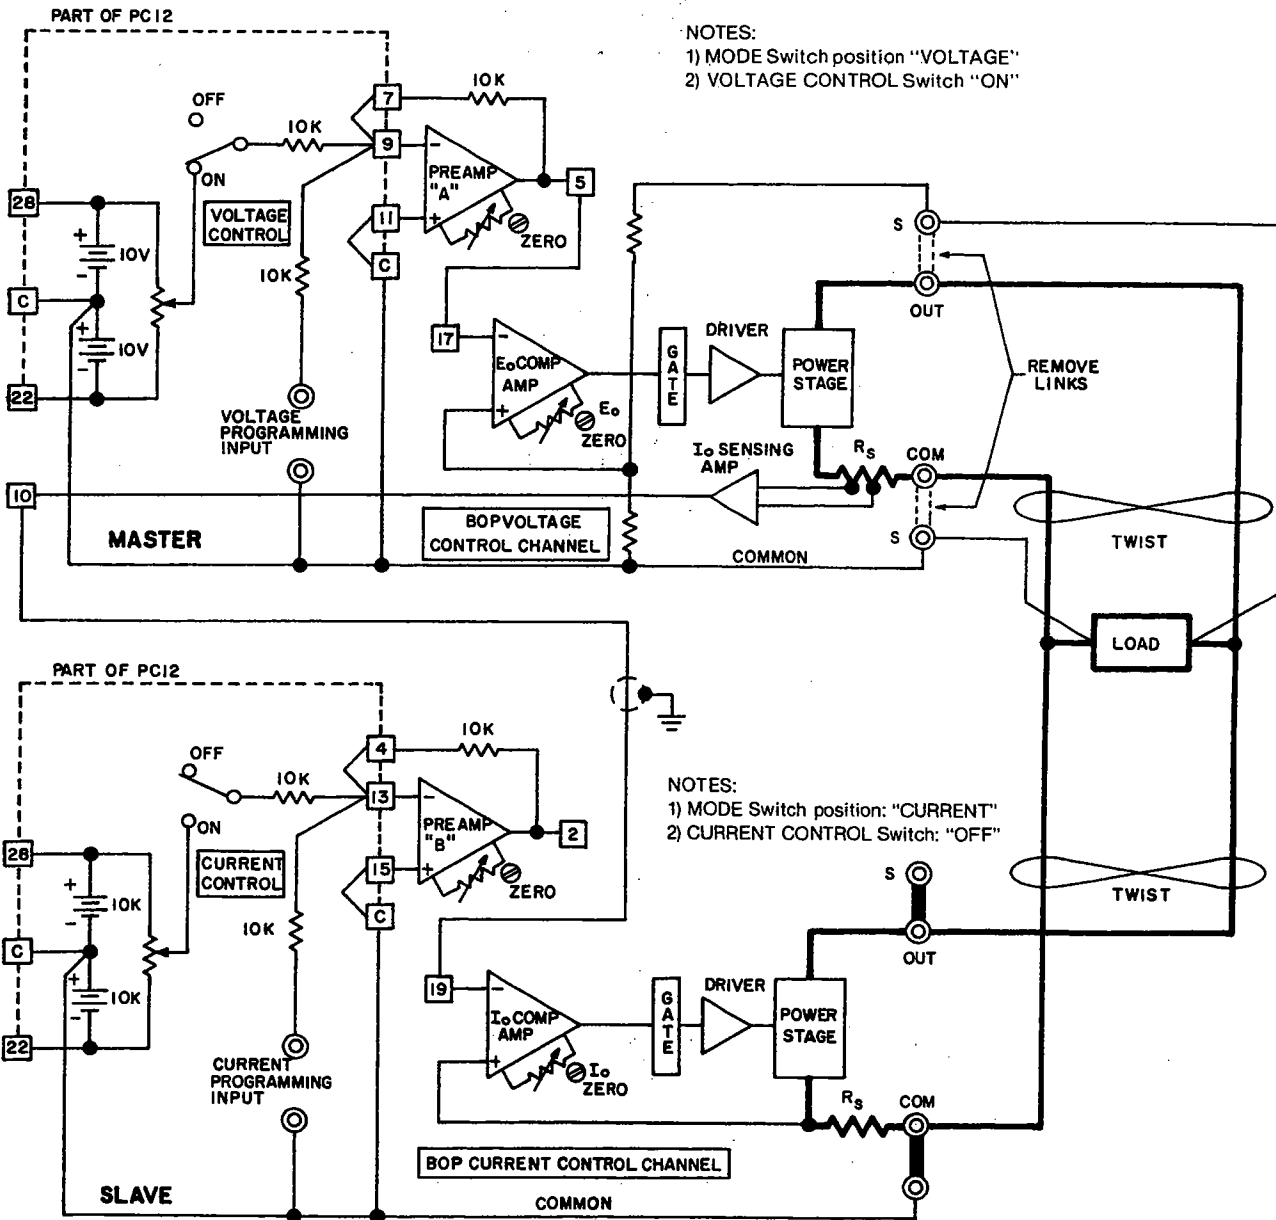 PART OF PC12
NOTES:
1) MODE Switch position "VOLTAGE"
2) VOLTAGE CONTROL Switch "ON"
OFF
10K
7
10K
9
ON
28
VOLTAGE
CONTROL
+
10V
-
C
+
10V
-
22
10K
-
PREAMP
"A"
+
5
11
ZERO
C
VOLTAGE
PROGRAMMING
INPUT
17
-
EoCOMP
AMP
+
Eo
ZERO
GATE
DRIVER
POWER
STAGE
S
OUT
REMOVE
LINKS
Io SENSING
AMP
RS
COM
S
10
MASTER
BOP VOLTAGE
CONTROL CHANNEL
COMMON
TWIST
LOAD
PART OF PC12
OFF
10K
4
10K
13
ON
28
CURRENT
CONTROL
+
10K
-
C
+
10K
-
22
10K
-
PREAMP
"B"
+
2
15
ZERO
C
NOTES:
1) MODE Switch position: "CURRENT"
2) CURRENT CONTROL Switch: "OFF"
S
OUT
TWIST
CURRENT
PROGRAMMING
INPUT
19
-
IoCOMP
AMP
+
Io
ZERO
GATE
DRIVER
POWER
STAGE
RS
COM
BOP CURRENT CONTROL CHANNEL
SLAVE
COMMON